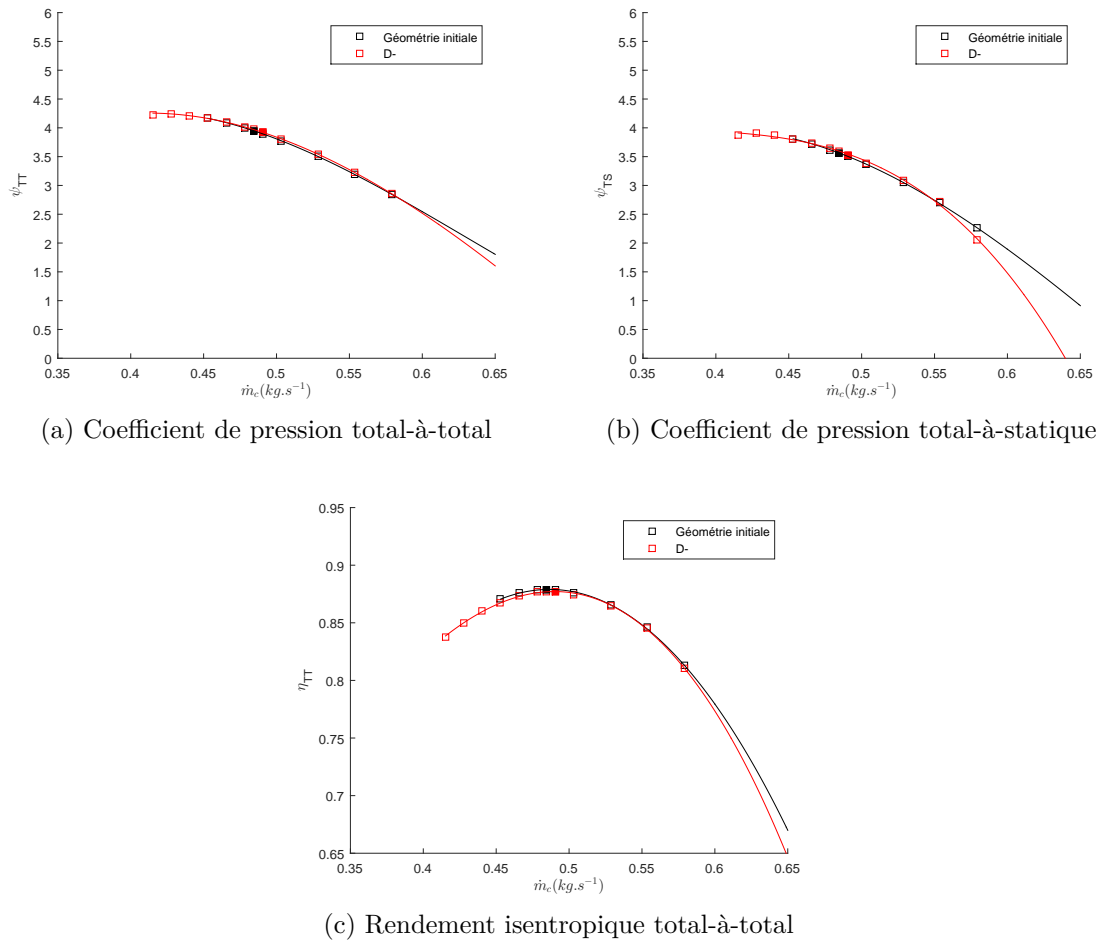 6
5.5
5
4.5
4
3.5
3
2.5
2
1.5
1
0.5
0
ψTT
0.35 0.4 0.45 0.5 0.55 0.6 0.65
ṁc(kg.s−1)
Géométrie initiale
D-
(a) Coefficient de pression total-à-total
6
5.5
5
4.5
4
3.5
3
2.5
2
1.5
1
0.5
0
ψTS
0.35 0.4 0.45 0.5 0.55 0.6 0.65
ṁc(kg.s−1)
Géométrie initiale
D-
(b) Coefficient de pression total-à-statique
0.95
0.9
0.85
0.8
0.75
0.7
0.65
ηTT
0.35 0.4 0.45 0.5 0.55 0.6 0.65
ṁc(kg.s−1)
Géométrie initiale
D-
(c) Rendement isentropique total-à-total